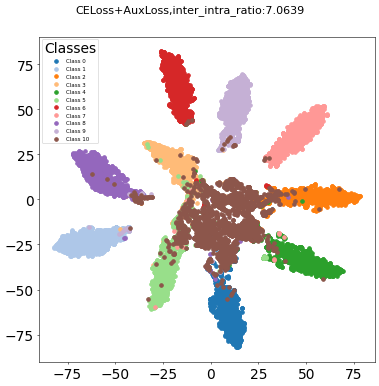 CELoss+AuxLoss,inter_intra_ratio:7.0639
Classes
Class 0
Class 1
Class 2
Class 3
Class 4
Class 5
Class 6
Class 7
Class 8
Class 9
Class 10
75
50
25
0
−25
−50
−75
−75 −50 −25 0 25 50 75